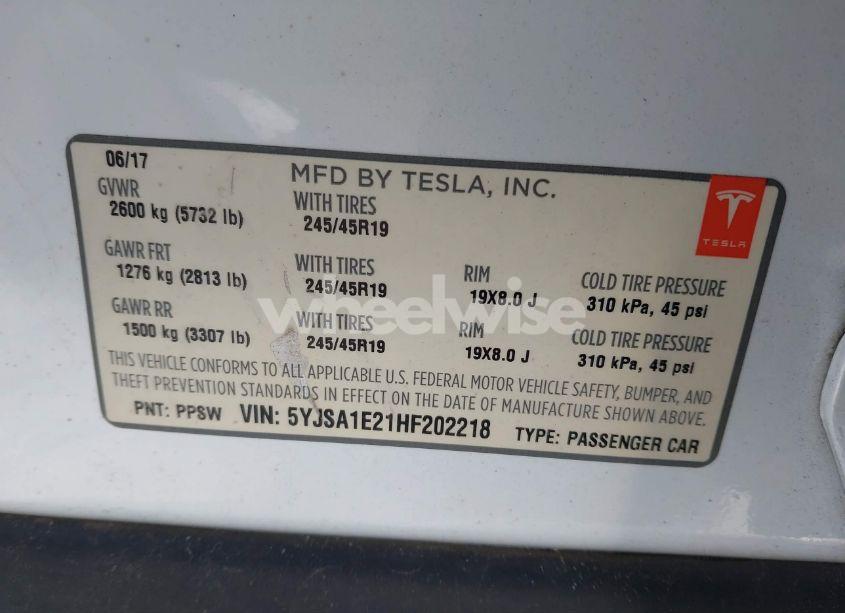 06/17
MFD BY TESLA, INC.
GVWR
2600 kg (5732 lb)
WITH TIRES
245/45R19
TESLA
GAWR FRT
1276 kg (2813 lb)
WITH TIRES
245/45R19
RIM
19X8.0 J
COLD TIRE PRESSURE
310 kPa, 45 psi
wheelwise
GAWR RR
1500 kg (3307 lb)
WITH TIRES
245/45R19
RIM
19X8.0 J
COLD TIRE PRESSURE
310 kPa, 45 psi
THIS VEHICLE CONFORMS TO ALL APPLICABLE U.S. FEDERAL MOTOR VEHICLE SAFETY, BUMPER, AND
THEFT PREVENTION STANDARDS IN EFFECT ON THE DATE OF MANUFACTURE SHOWN ABOVE.
PNT: PPSW VIN: 5YJSA1E21HF202218 TYPE: PASSENGER CAR